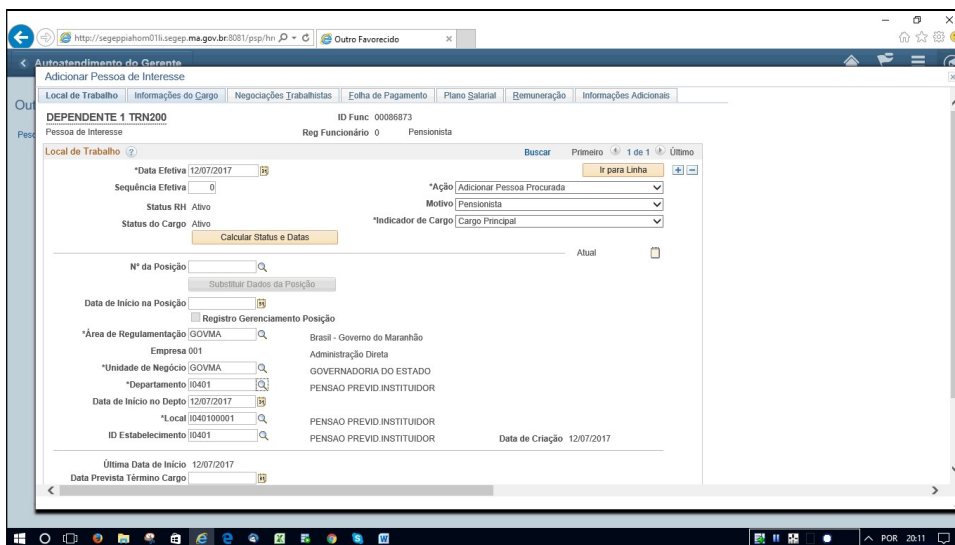 http://segeppiahom01li.segep.ma.gov.br:8081/psp/hr Outro Favorecido
Autoatendimento do Gerente
Adicionar Pessoa de Interesse
Local de Trabalho Informações do Cargo Negociações Trabalhistas Folha de Pagamento Plano Salarial Remuneração Informações Adicionais
DEPENDENTE 1 TRN200 ID Func 00086873
Pessoa de Interesse Reg Funcionário 0 Pensionista
Local de Trabalho Buscar Primeiro 1 de 1 Último
*Data Efetiva 12/07/2017 Ir para Linha
Sequência Efetiva 0 *Ação Adicionar Pessoa Procurada
Status RH Ativo Motivo Pensionista
Status do Cargo Ativo *Indicador de Cargo Cargo Principal
Calcular Status e Datas
Atual
Nº da Posição
Substituir Dados da Posição
Data de Início na Posição
Registro Gerenciamento Posição
*Área de Regulamentação GOVMA Brasil - Governo do Maranhão
Empresa 001 Administração Direta
*Unidade de Negócio GOVMA GOVERNADORIA DO ESTADO
*Departamento I0401 PENSAO PREVID.INSTITUIDOR
Data de Início no Depto 12/07/2017
*Local I040100001 PENSAO PREVID.INSTITUIDOR
ID Estabelecimento I0401 PENSAO PREVID.INSTITUIDOR Data de Criação 12/07/2017
Última Data de Início 12/07/2017
Data Prevista Término Cargo
POR 20:11